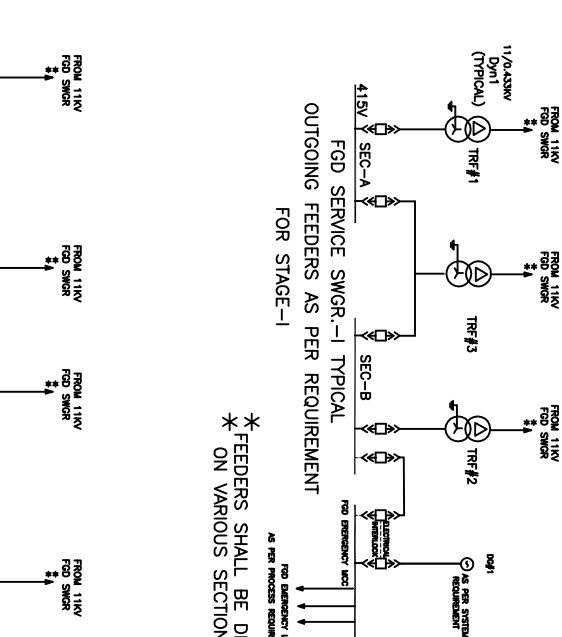 FROM 11KV
FGD SWGR
**
FROM 11KV
FGD SWGR
**
FROM 11KV
FGD SWGR
**
11/0.433KV
Dyn1
(TYPICAL)
TRF#1
TRF#3
TRF#2
DG#1
AS PER SYSTEM
REQUIREMENT
ELECTRICAL
INTERLOCK
415V
SEC-A
SEC-B
FGD ERERGENCY MCC
FGD SERVICE SWGR.-I TYPICAL
OUTGOING FEEDERS AS PER REQUIREMENT
FOR STAGE-I
FGD EMERGENCY
AS PER PROCESS REQUIR
** FEEDERS SHALL BE
ON VARIOUS SECTION
FROM 11KV
FGD SWGR
**
FROM 11KV
FGD SWGR
**
FROM 11KV
FGD SWGR
**
FROM 11KV
FGD SWGR
**